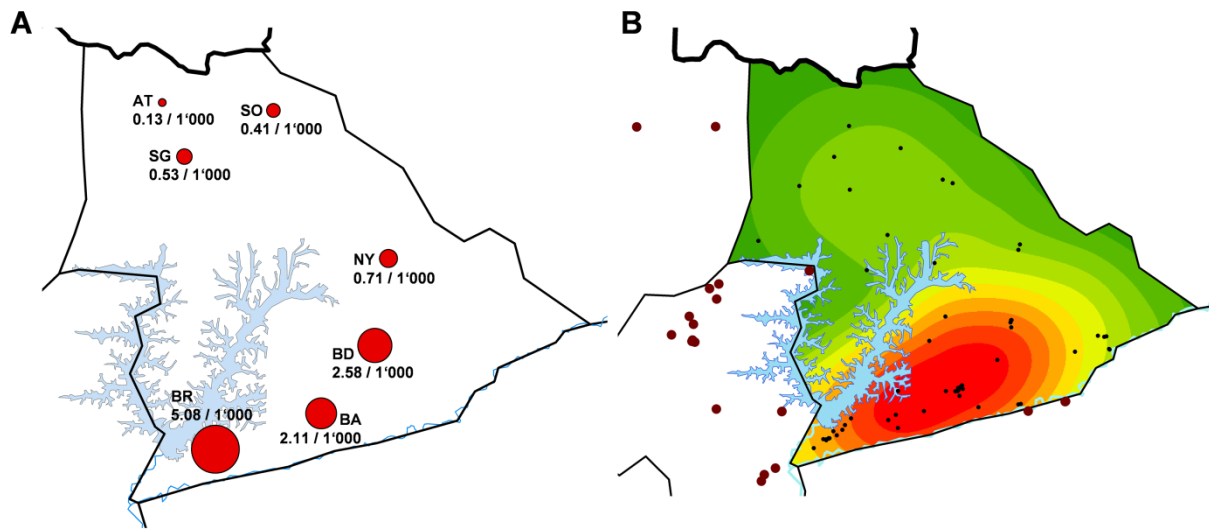 A
B
AT
0.13 / 1‘000
SO
0.41 / 1‘000
SG
0.53 / 1‘000
NY
0.71 / 1‘000
BD
2.58 / 1‘000
BR
5.08 / 1‘000
BA
2.11 / 1‘000